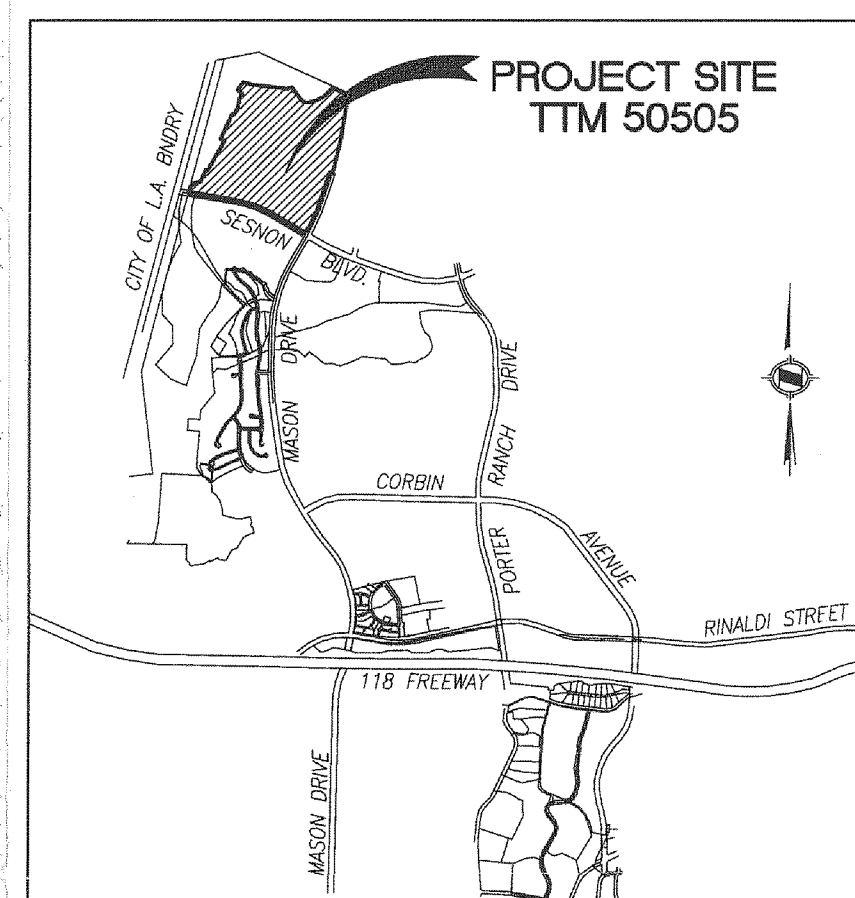 PROJECT SITE
TTM 50505
CITY OF L.A. BNDRY
SESNON
BLVD.
MASON
DRIVE
RANCH
DRIVE
CORBIN
PORTER
AVENUE
RINALDI STREET
118 FREEWAY
MASON DRIVE